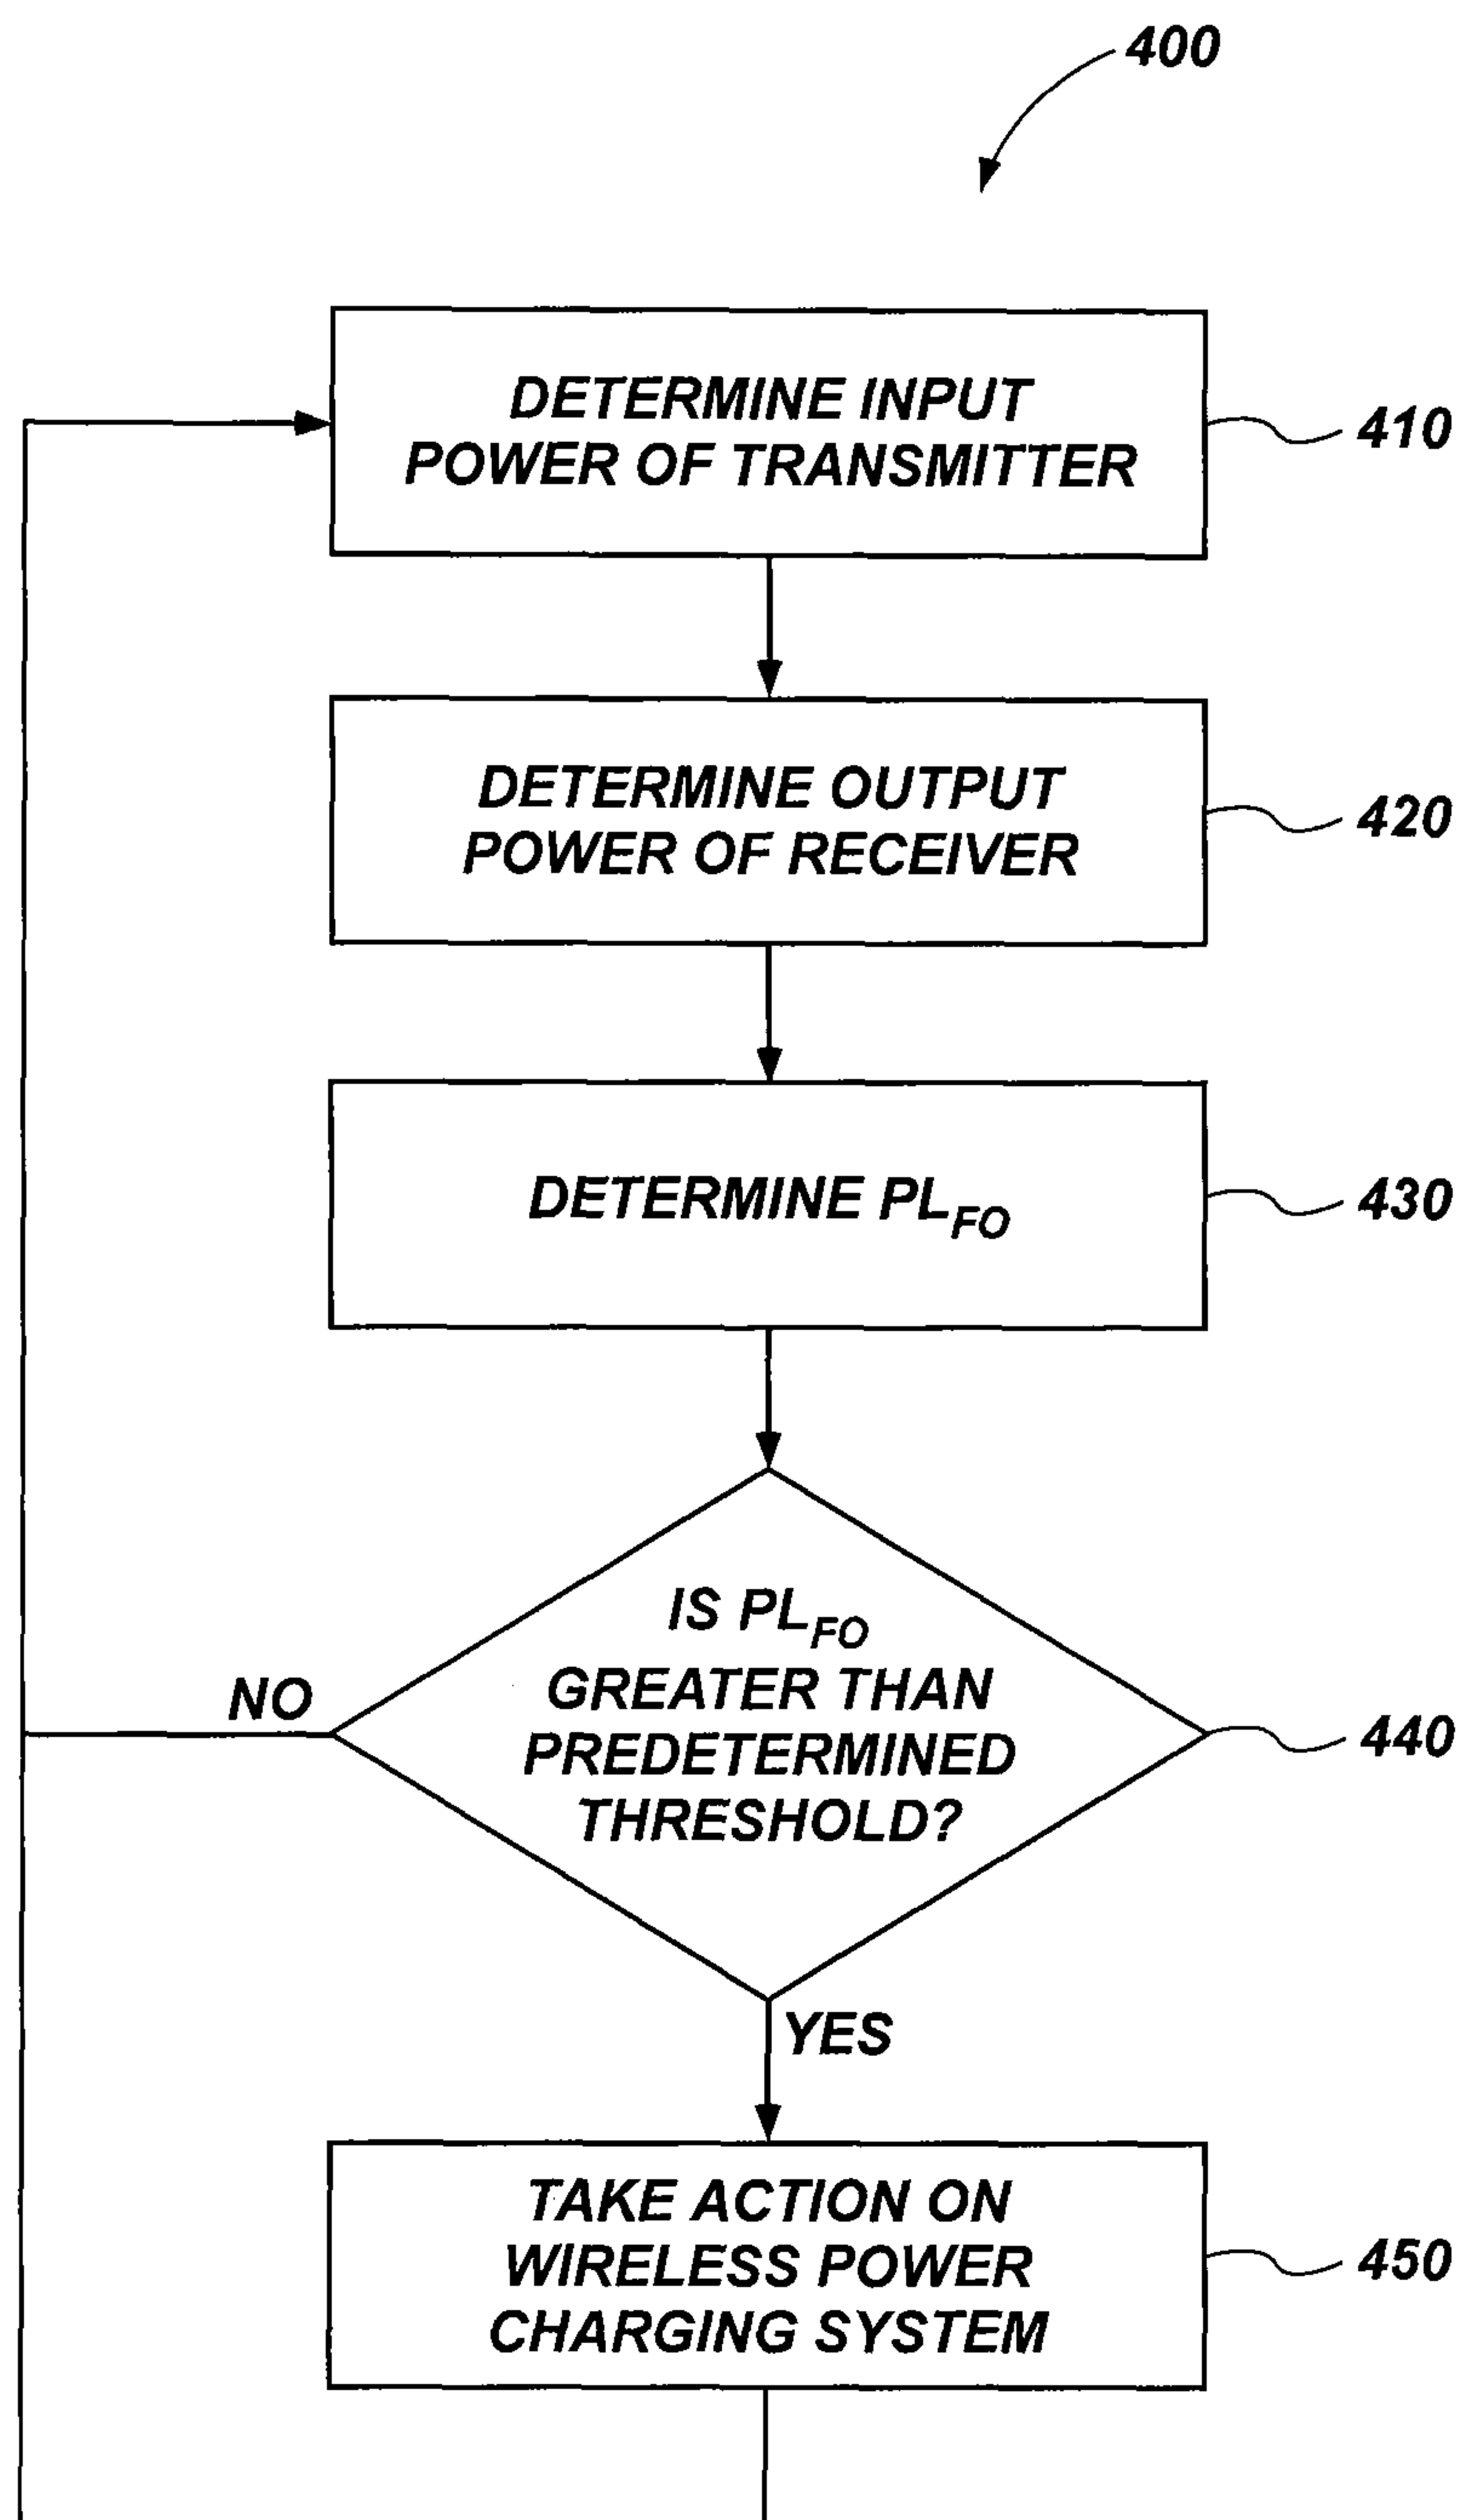 400
DETERMINE INPUT
POWER OF TRANSMITTER
410
DETERMINE OUTPUT
POWER OF RECEIVER
420
DETERMINE PLFO
430
IS PLFO
GREATER THAN
PREDETERMINED
THRESHOLD?
NO
440
YES
TAKE ACTION ON
WIRELESS POWER
CHARGING SYSTEM
450